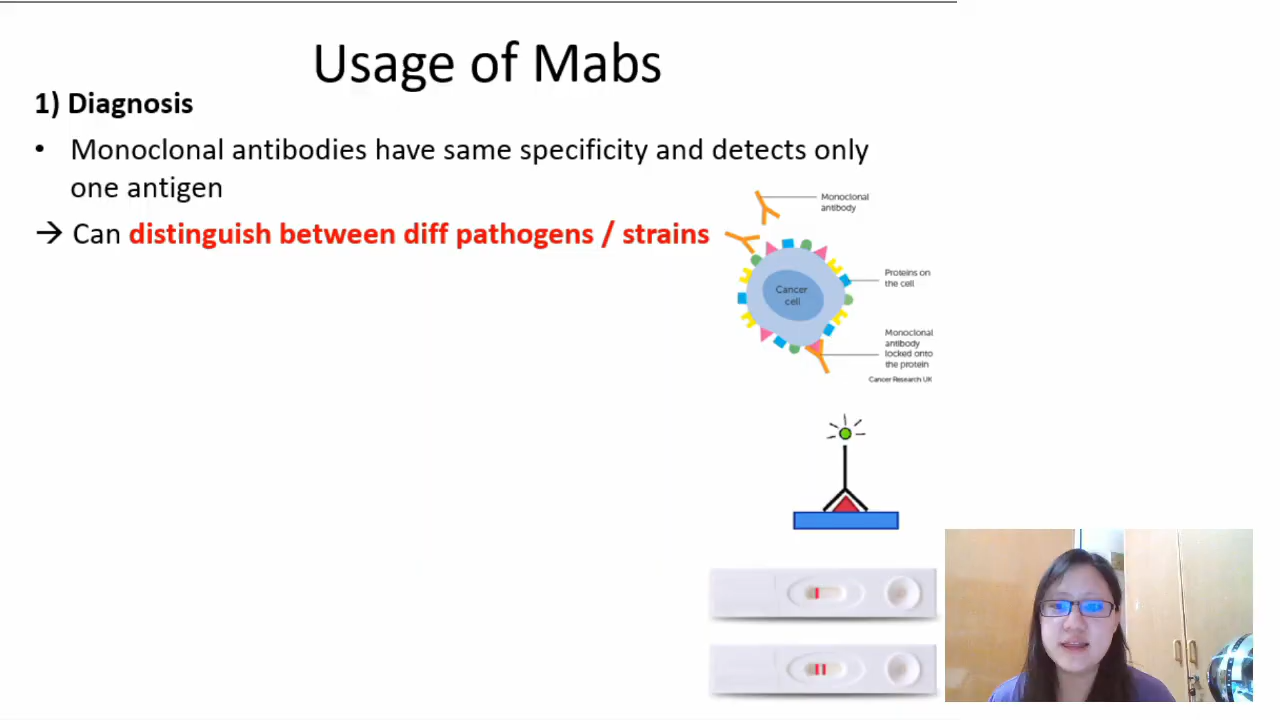 Usage of Mabs
1) Diagnosis
• Monoclonal antibodies have same specificity and detects only
one antigen
→ Can distinguish between diff pathogens / strains
Monoclonal
antibody
Proteins on
the cell
Cancer
cell
Monoclonal
antibody
locked onto
the protein
Cancer Research UK